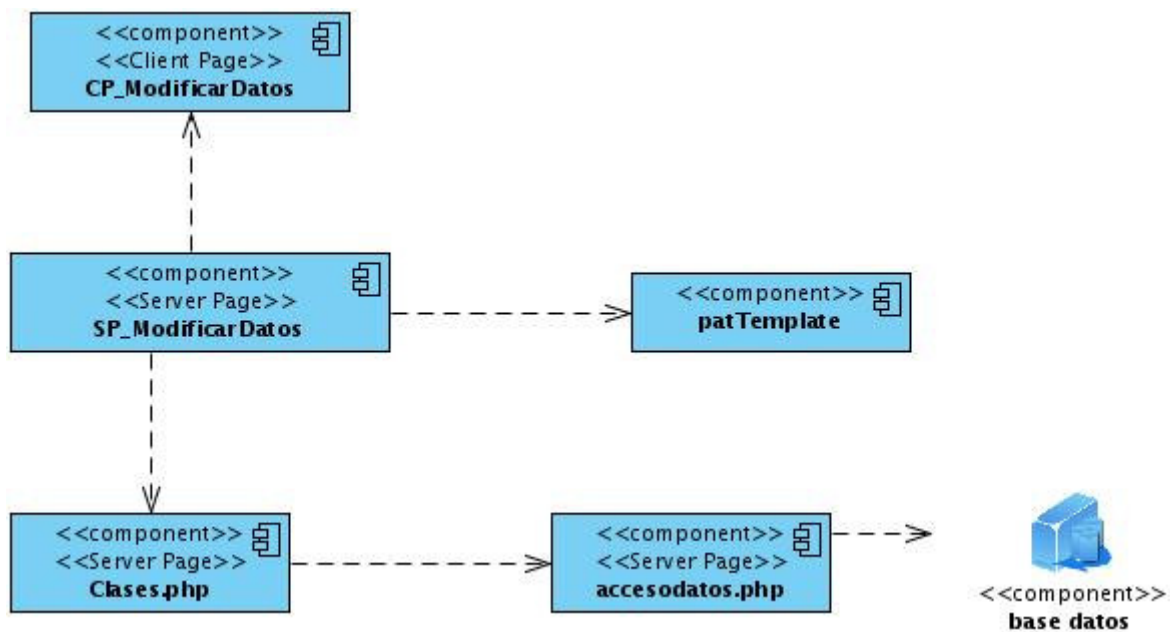 <<component>>
<<Client Page>>
CP_ModificarDatos
<<component>>
<<Server Page>>
SP_ModificarDatos
<<component>>
patTemplate
<<component>>
<<Server Page>>
Clases.php
<<component>>
<<Server Page>>
accesodatos.php
<<component>>
base datos